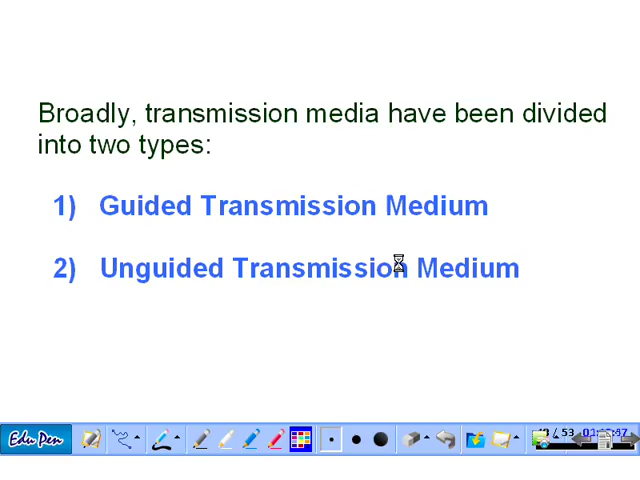 Broadly, transmission media have been divided
into two types:
1) Guided Transmission Medium
2) Unguided Transmission Medium
Edu Pen
/ 53